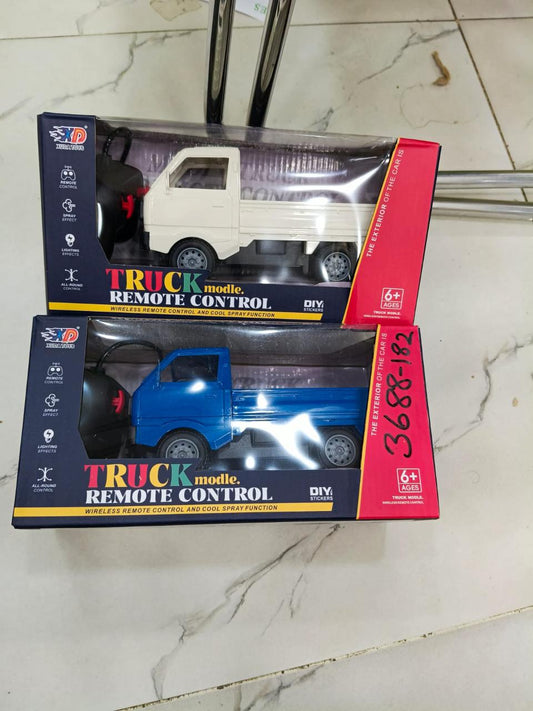 XD
REMOTE
CONTROL
SPRAY
EFFECT
LIGHTING
EFFECTS
ALL-ROUND
CONTROL
TRUCK modle.
REMOTE CONTROL
WIRELESS REMOTE CONTROL AND COOL SPRAY FUNCTION
DIY
STICKERS
THE EXTERIOR OF THE CAR IS
6+
AGES
TRUCK MODLE.
XD
REMOTE
CONTROL
SPRAY
EFFECT
LIGHTING
EFFECTS
ALL-ROUND
CONTROL
TRUCK modle.
REMOTE CONTROL
WIRELESS REMOTE CONTROL AND COOL SPRAY FUNCTION
DIY
STICKERS
THE EXTERIOR OF THE CAR IS
3688-182
6+
AGES
TRUCK MODLE.
WIRELESS REMOTE CONTROL